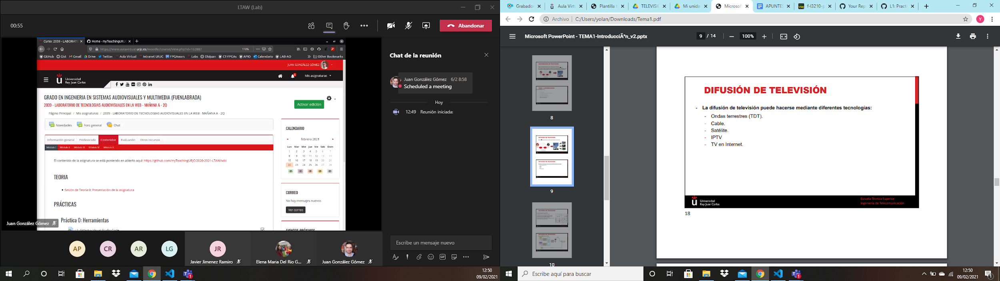 LTAW (Lab)
00:55
Abandonar
Curso: 2039 - LABORATO
Home - myTeachingURJC
https://www.aulavirtual.urjc.es/moodle/course/view.php?id=152887
110%
GitHub Gist Gmail Drive Twitter Aula Virtual Intranet URJC FPGAwars Labs Obijuan CT-FPGAs APIO Calendario LAB-AO
Other Bookmarks
JUAN GONZÁLEZ GÓMEZ
Universidad
Rey Juan Carlos
Mis asignaturas
GRADO EN INGENIERIA EN SISTEMAS AUDIOVISUALES Y MULTIMEDIA (FUENLABRADA)
2039 - LABORATORIO DE TECNOLOGIAS AUDIOVISUALES EN LA WEB - MAÑANA A - 2Q
Activar edición
Página Principal / Mis asignaturas / 2039 - LABORATORIO DE TECNOLOGIAS AUDIOVISUALES EN LA WEB - MAÑANA A - 2Q
Novedades Foro general Chat
Información general Profesorado Contenidos Evaluación Otros recursos
Módulo I Módulo II Módulo III Módulo IV Módulo V
El contenido de la asignatura se está poniendo en abierto aquí: https://github.com/myTeachingURJC/2020-2021-LTAW/wiki
TEORIA
Sesión de Teoría 0: Presentación de la asignatura
PRÁCTICAS
Práctica 0: Herramientas
L1: Github y Visual Studio Code
CALENDARIO
febrero 2021
Lun Mar Mié Jue Vie Sáb Dom
1 2 3 4 5 6 7
8 9 10 11 12 13 14
15 16 17 18 19 20 21
22 23 24 25 26 27 28
CORREO
No hay mensajes nuevos
Ver correo
EVENTOS PRÓXIMOS
Juan González Gómez
AP
CR
AR
LG
JR
Javier Jimenez Ramiro
Elena Maria Del Rio G...
Juan González Gómez
Chat de la reunión
Juan González Gómez 6/2 8:58
Scheduled a meeting
Hoy
12:49 Reunión iniciada:
Escribe un mensaje nuevo
GIF
12:50
09/02/2021
Grabador
Aula Virt
Plantilla t
TELEVISIO
Mi unida
Microsof
APUNTES
f-l3210-p
Your Rep
L1: Pract
Archivo C:/Users/yolan/Downloads/Tema1.pdf
Y
Microsoft PowerPoint - TEMA1-IntroducciÃ³n_v2.pptx
9 / 14
100%
8
9
10
DIFUSIÓN DE TELEVISIÓN
- La difusión de televisión puede hacerse mediante diferentes tecnologías:
- Ondas terrestres (TDT).
- Cable.
- Satélite.
- IPTV
- TV en Internet.
Universidad
Rey Juan Carlos
Escuela Técnica Superior
Ingeniería de Telecomunicación
18
Escribe aquí para buscar
12:50
09/02/2021
1